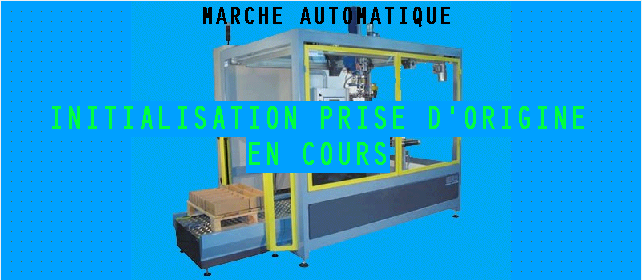 MARCHE AUTOMATIQUE
INITIALISATION PRISE D'ORIGINE
EN COURS